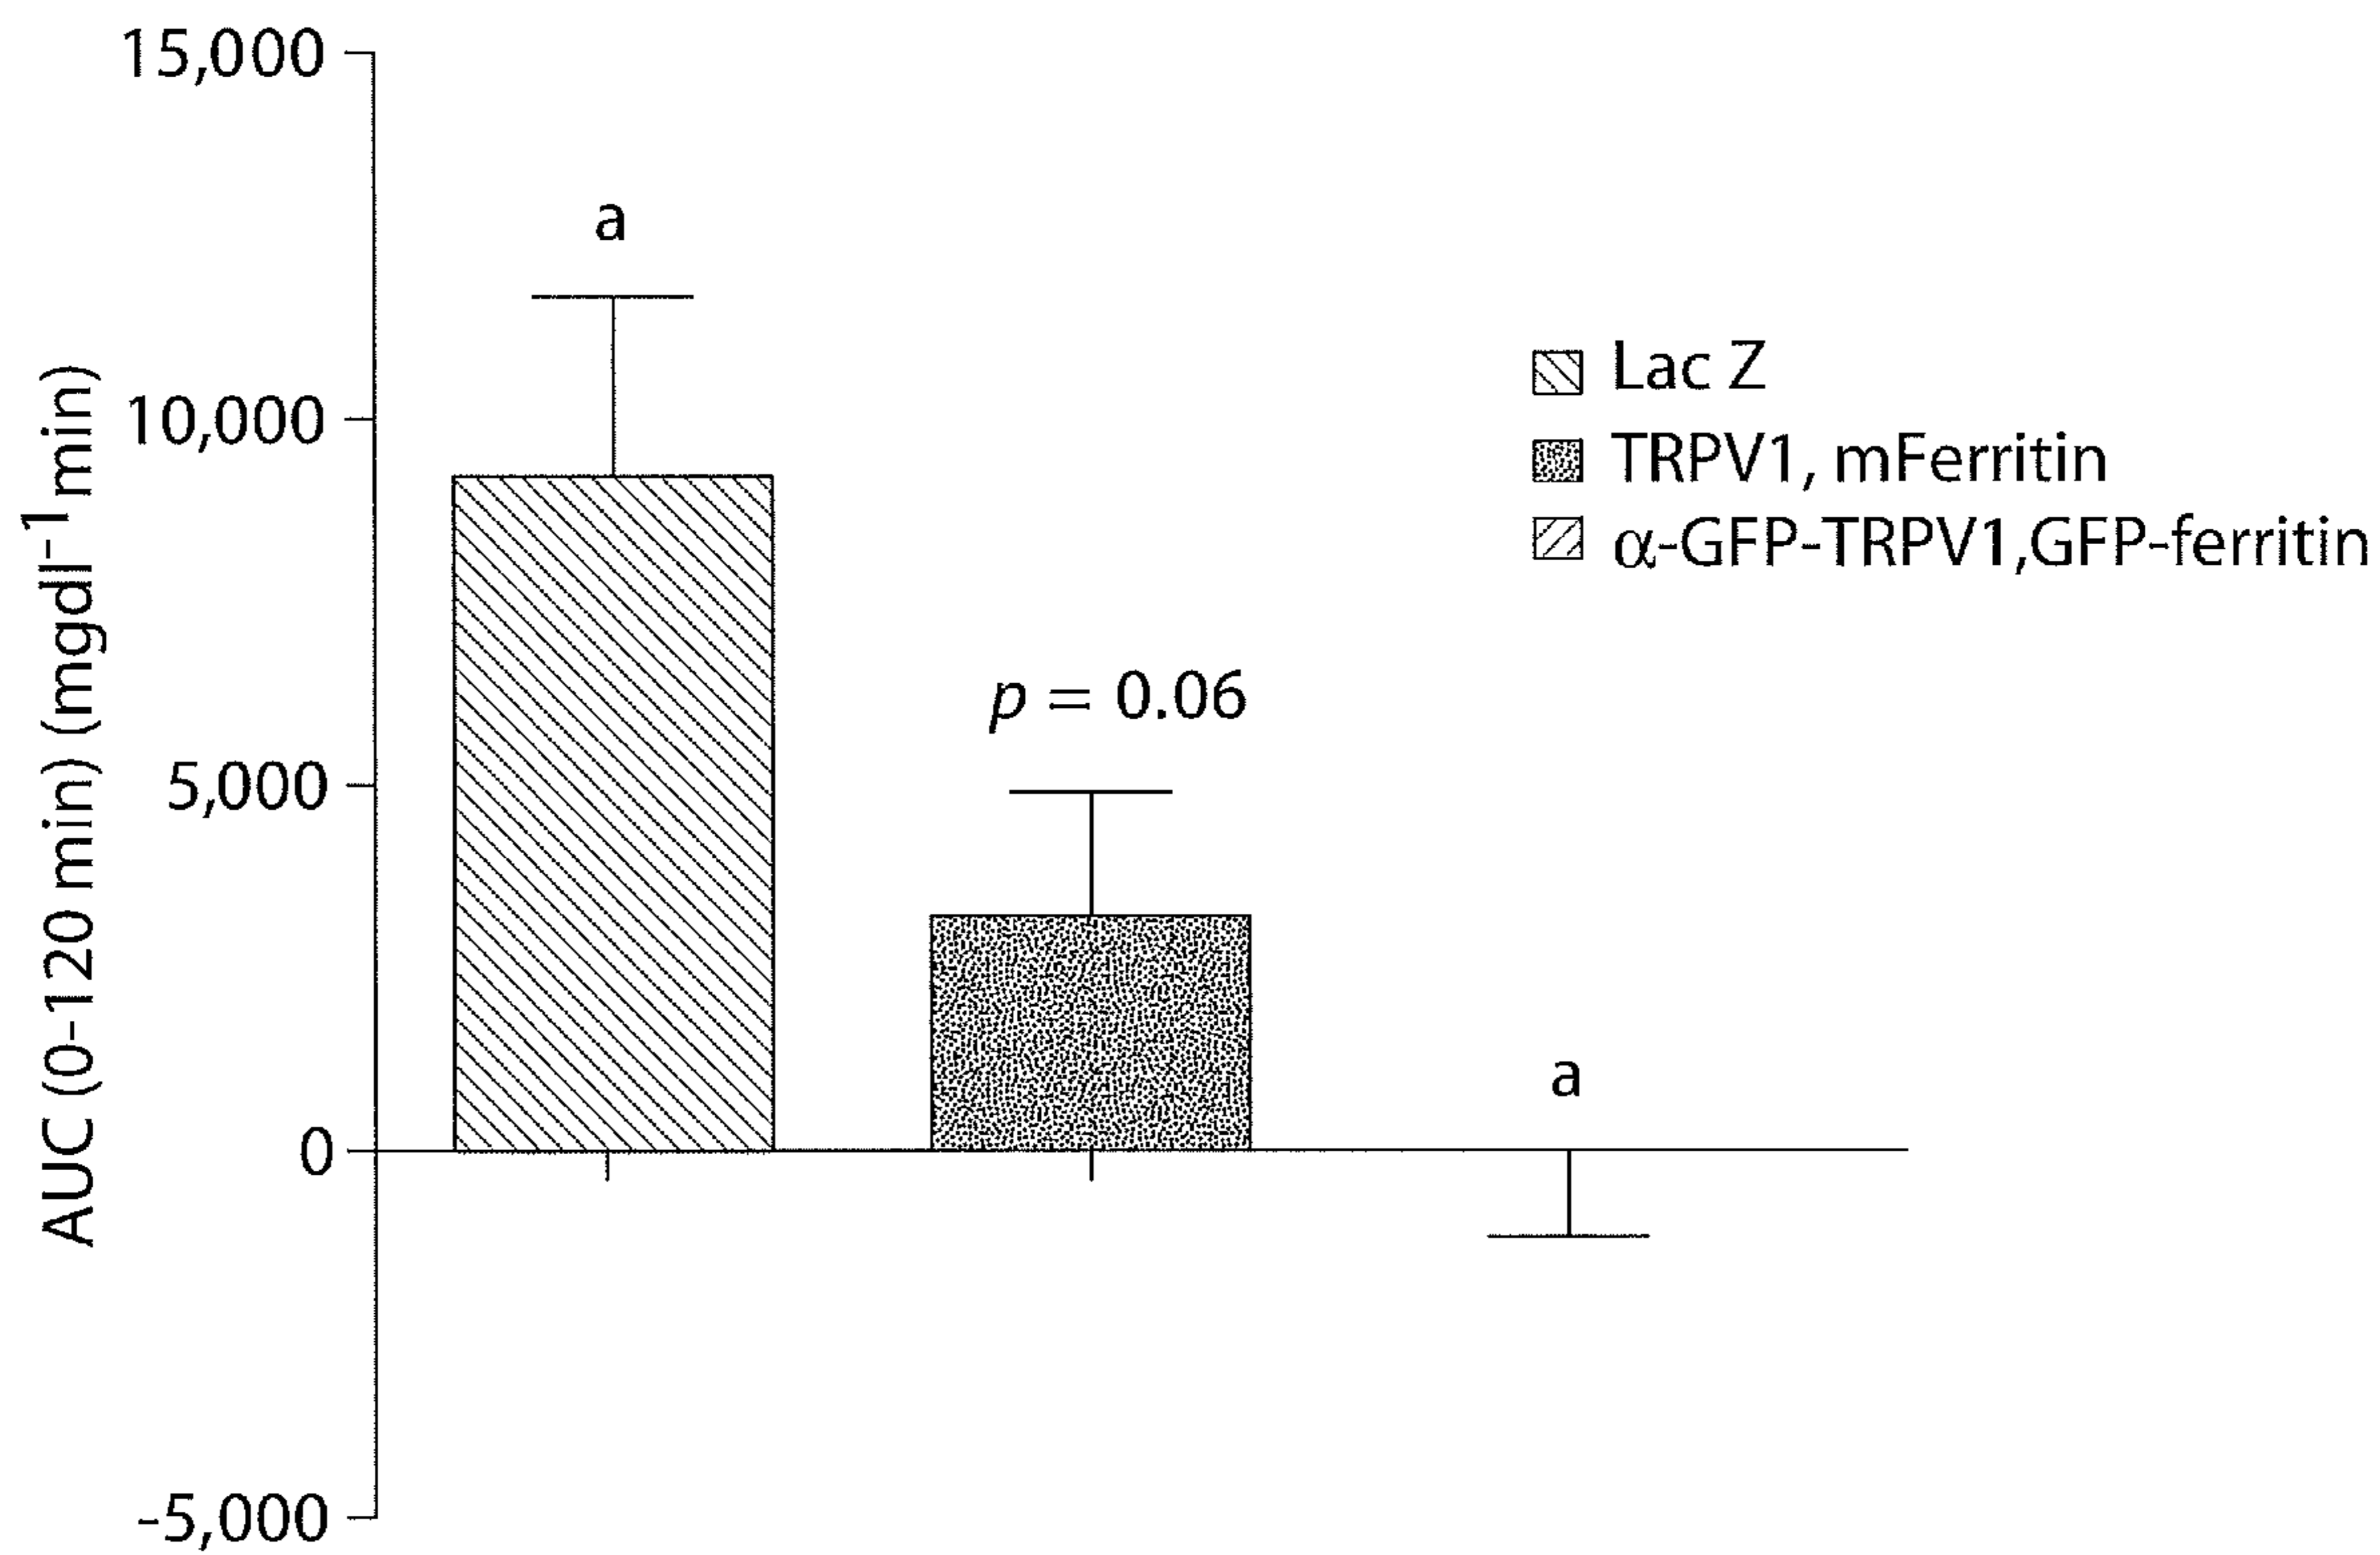 15,000
10,000
5,000
0
-5,000
AUC (0-120 min) (mgdl⁻¹min)
a
p = 0.06
a
Lac Z
TRPV1, mFerritin
α-GFP-TRPV1,GFP-ferritin